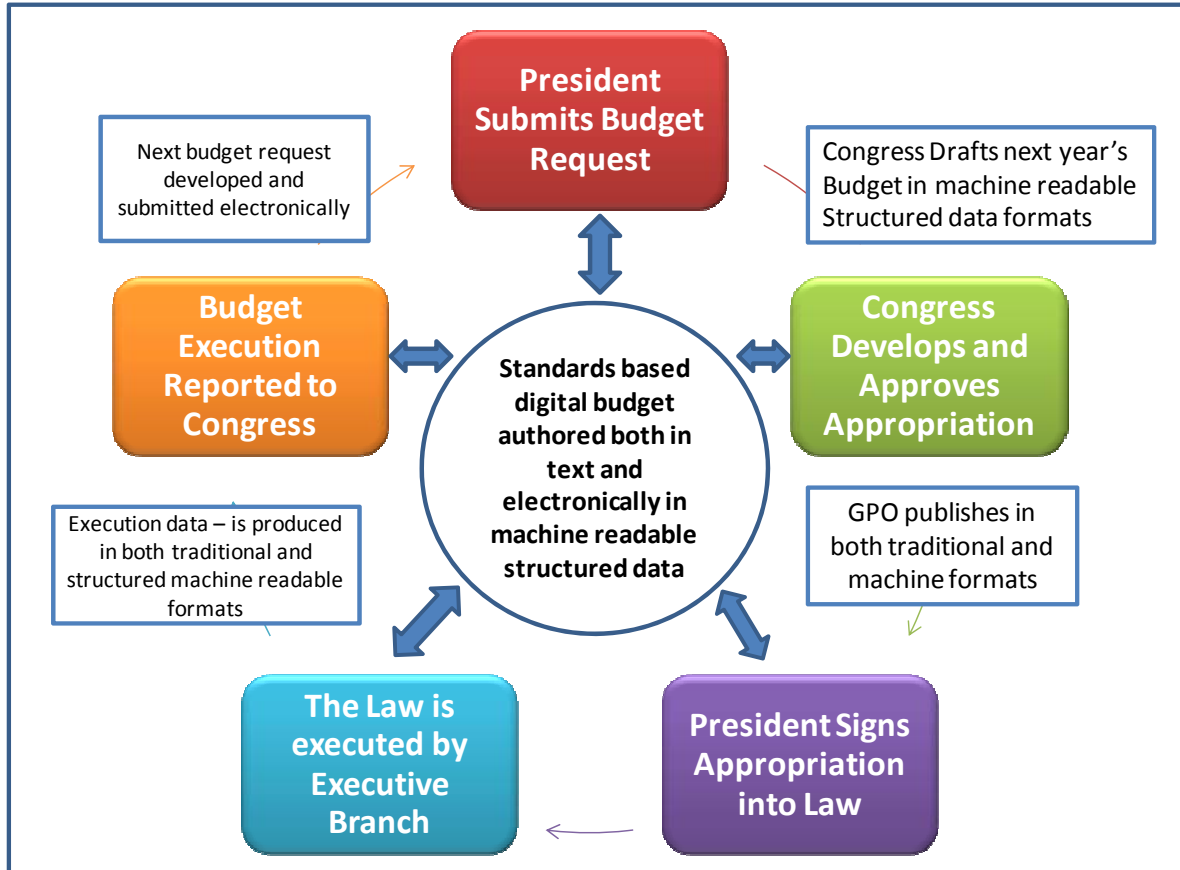 President
Submits Budget
Request
Next budget request
developed and
submitted electronically
Congress Drafts next year's
Budget in machine readable
Structured data formats
Budget
Execution
Reported to
Congress
Standards based
digital budget
authored both in
text and
electronically in
machine readable
structured data
Congress
Develops and
Approves
Appropriation
Execution data – is produced
in both traditional and
structured machine readable
formats
GPO publishes in
both traditional and
machine formats
The Law is
executed by
Executive
Branch
President Signs
Appropriation
into Law